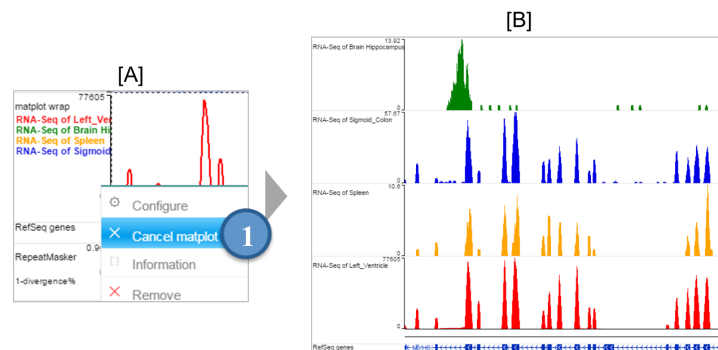 [A]
77605
matplot wrap
RNA-Seq of Left_Ve
RNA-Seq of Brain Hi
RNA-Seq of Spleen
RNA-Seq of Sigmoid
Configure
Cancel matplot
1
RefSeq genes
Information
RepeatMasker
0.9
1-divergence%
Remove
[B]
13.92
RNA-Seq of Brain Hippocampus
0
57.67
RNA-Seq of Sigmoid_Colon
0
10.6
RNA-Seq of Spleen
0
77605
RNA-Seq of Left_Ventricle
0
RefSeq genes